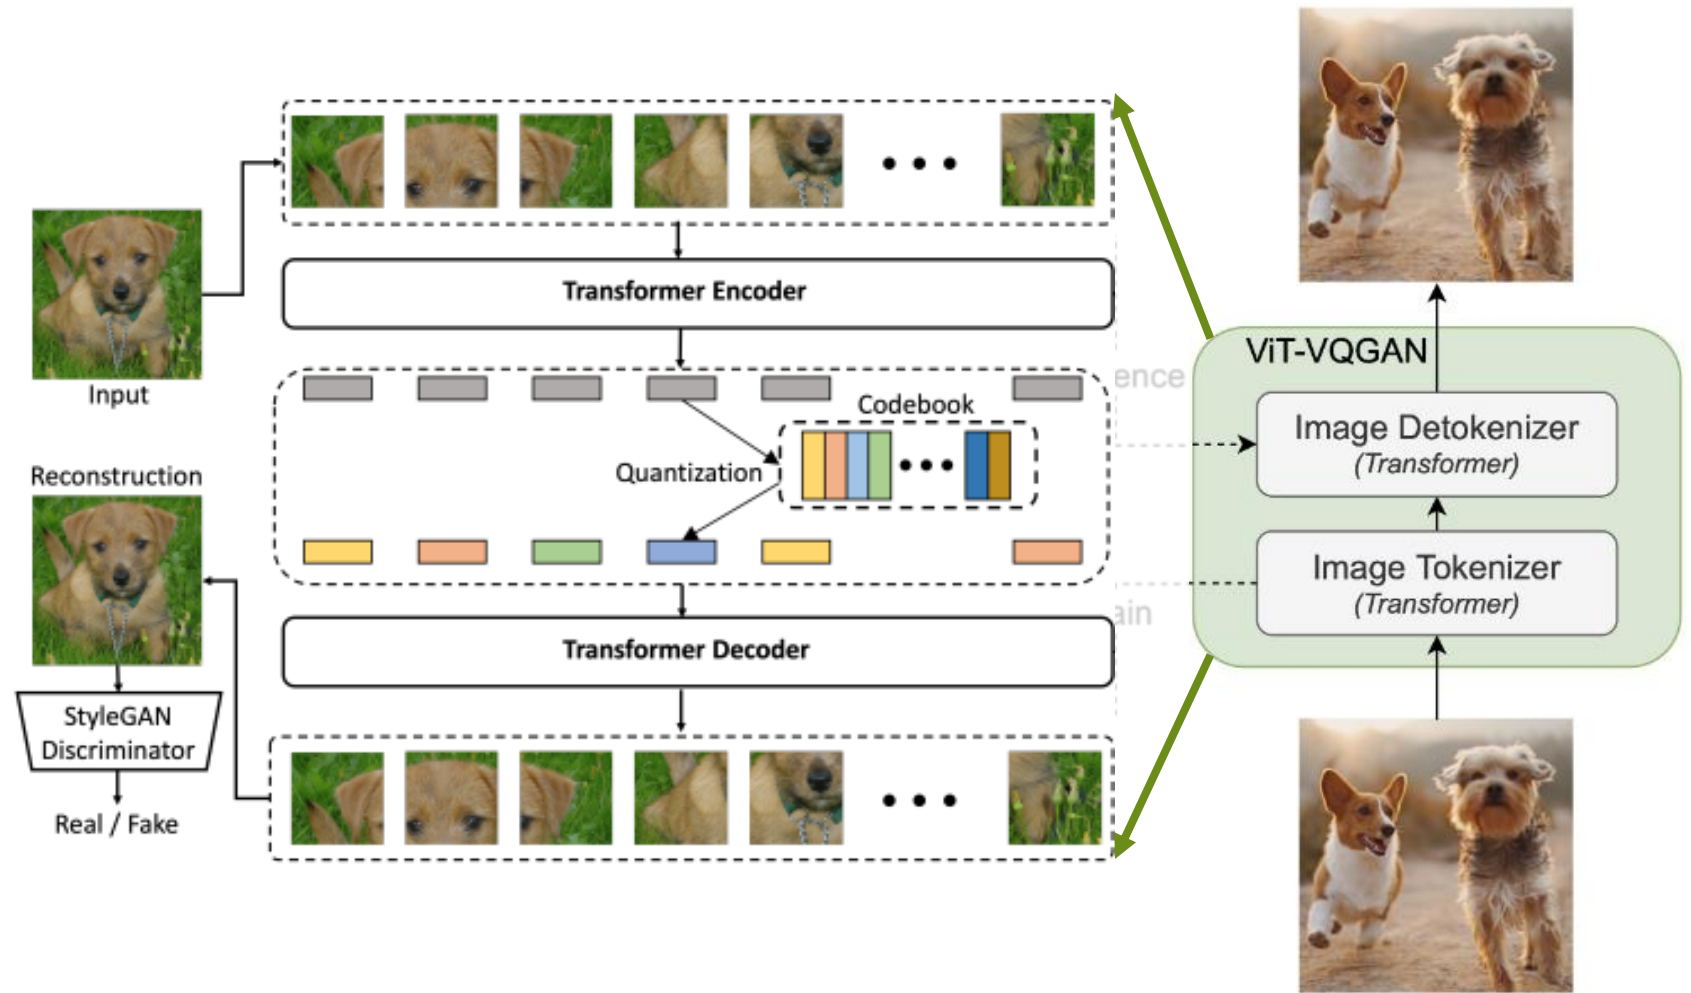 Input
Transformer Encoder
Codebook
Quantization
Reconstruction
Transformer Decoder
StyleGAN
Discriminator
Real / Fake
ViT-VQGAN
Image Detokenizer
(Transformer)
Image Tokenizer
(Transformer)
ence
ain